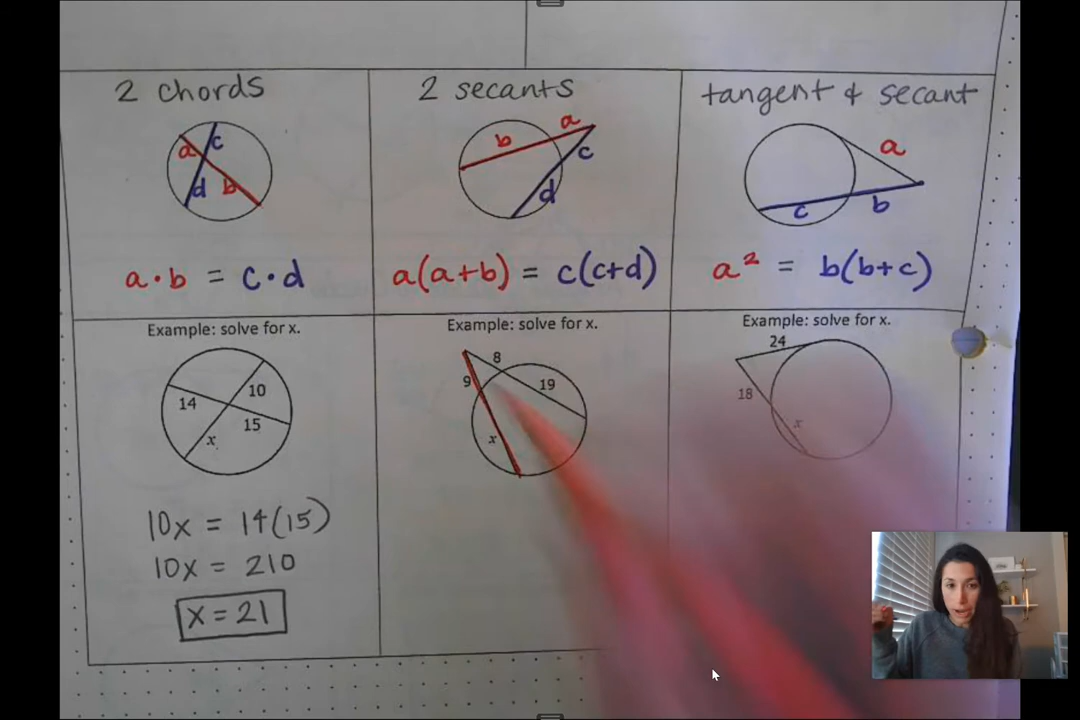 2 chords
a
c
d
b
a · b = c · d
2 secants
b
a
c
d
a(a+b) = c(c+d)
tangent & secant
a
c
b
a² = b(b+c)
Example: solve for x.
10
14
15
x
10x = 14(15)
10x = 210
x = 21
Example: solve for x.
8
9
19
x
Example: solve for x.
24
18
x